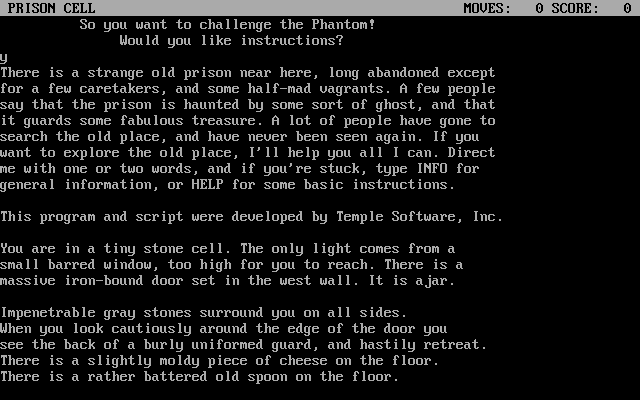 PRISON CELL MOVES: 0 SCORE: 0
So you want to challenge the Phantom!
Would you like instructions?
y
There is a strange old prison near here, long abandoned except
for a few caretakers, and some half-mad vagrants. A few people
say that the prison is haunted by some sort of ghost, and that
it guards some fabulous treasure. A lot of people have gone to
search the old place, and have never been seen again. If you
want to explore the old place, I'll help you all I can. Direct
me with one or two words, and if you're stuck, type INFO for
general information, or HELP for some basic instructions.
This program and script were developed by Temple Software, Inc.
You are in a tiny stone cell. The only light comes from a
small barred window, too high for you to reach. There is a
massive iron-bound door set in the west wall. It is ajar.
Impenetrable gray stones surround you on all sides.
When you look cautiously around the edge of the door you
see the back of a burly uniformed guard, and hastily retreat.
There is a slightly moldy piece of cheese on the floor.
There is a rather battered old spoon on the floor.